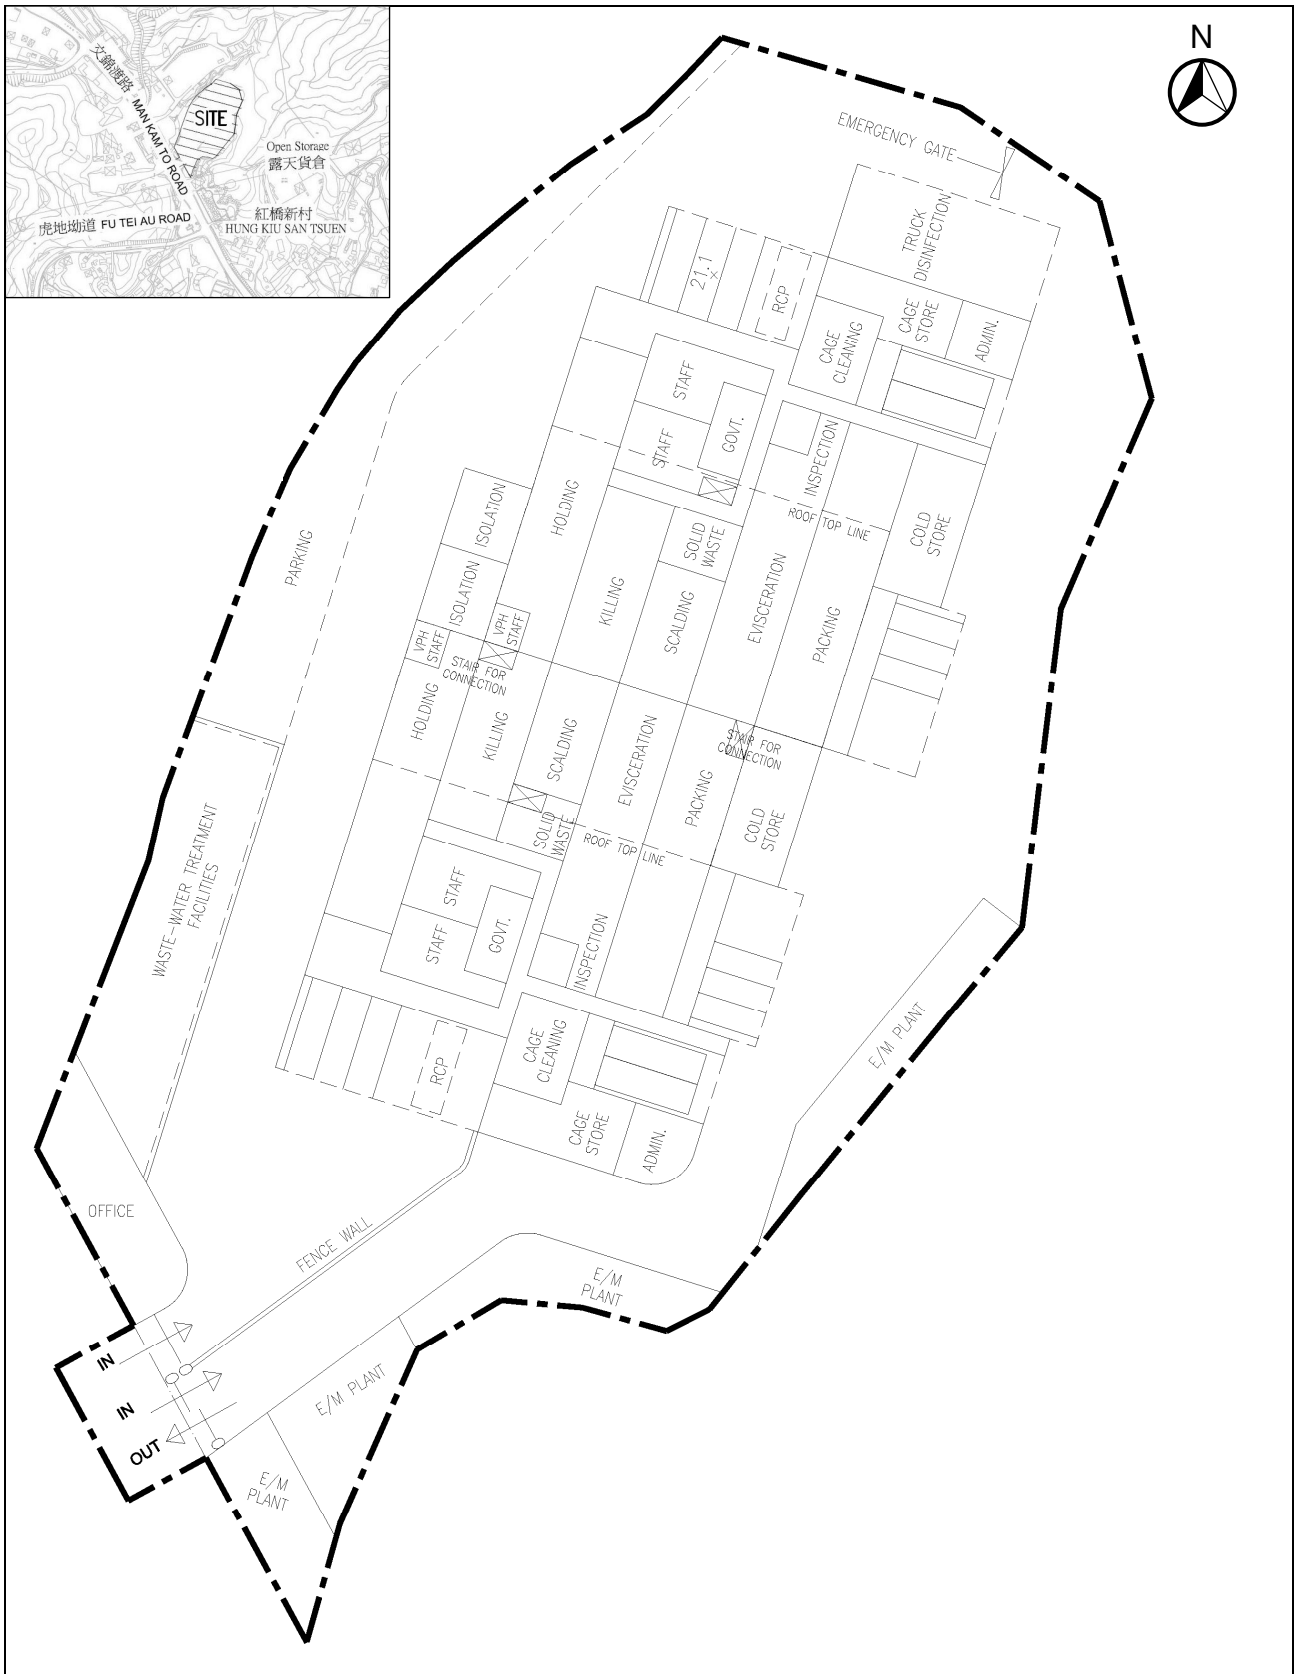 文錦渡路 MAN KAM TO ROAD
SITE
Open Storage
露天貨倉
虎地坳道 FU TEI AU ROAD
紅橋新村
HUNG KIU SAN TSUEN
N
EMERGENCY GATE
TRUCK
DISINFECTION
21.1
RCP
CAGE
CLEANING
CAGE
STORE
ADMIN.
STAFF
GOVT.
STAFF
INSPECTION
ISOLATION
HOLDING
SOLID
WASTE
ROOF TOP LINE
COLD
STORE
PARKING
ISOLATION
KILLING
SCALDING
EVISCERATION
PACKING
VPH
STAFF
VPH
STAFF
STAIR FOR
CONNECTION
HOLDING
KILLING
SCALDING
EVISCERATION
PACKING
STAIR FOR
CONNECTION
COLD
STORE
SOLID
WASTE
ROOF TOP LINE
WASTE-WATER TREATMENT
FACILITIES
STAFF
GOVT.
STAFF
INSPECTION
RCP
CAGE
CLEANING
CAGE
STORE
ADMIN.
E/M PLANT
OFFICE
FENCE WALL
E/M
PLANT
IN
IN
OUT
E/M PLANT
E/M
PLANT